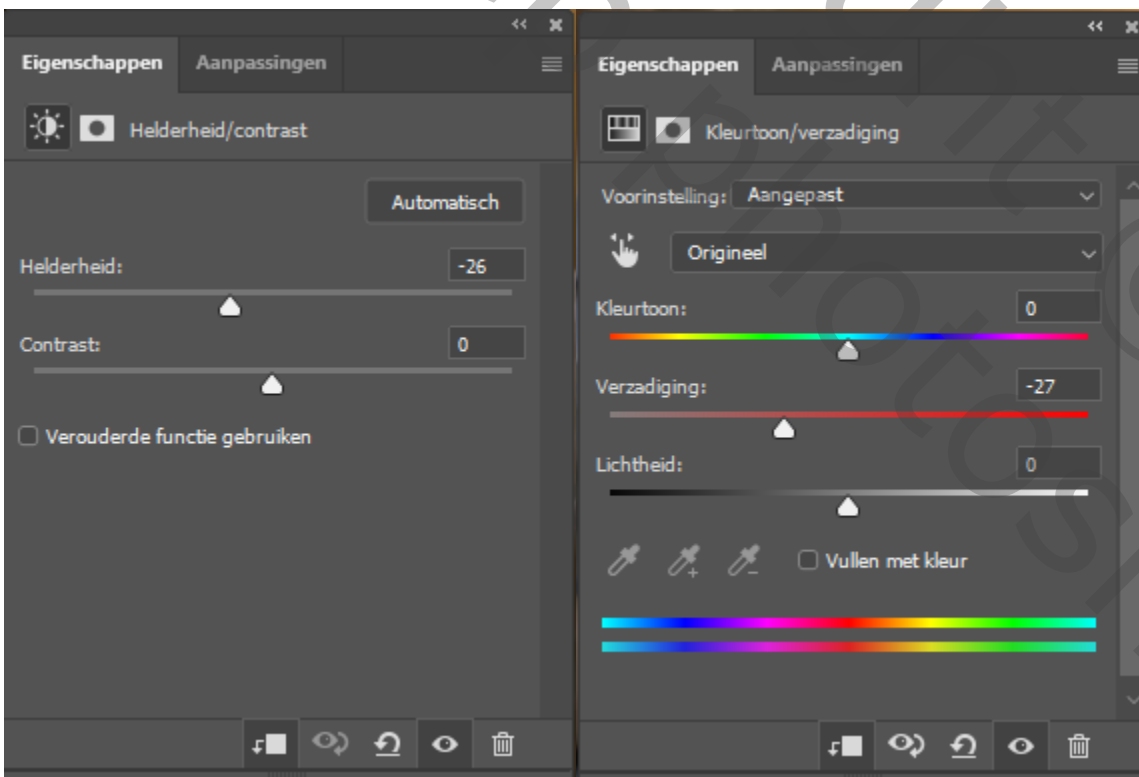 Eigenschappen Aanpassingen
Helderheid/contrast
Automatisch
Helderheid: -26
Contrast: 0
Verouderde functie gebruiken
Eigenschappen Aanpassingen
Kleurtoon/verzadiging
Voorinstelling: Aangepast
Origineel
Kleurtoon: 0
Verzadiging: -27
Lichtheid: 0
Vullen met kleur